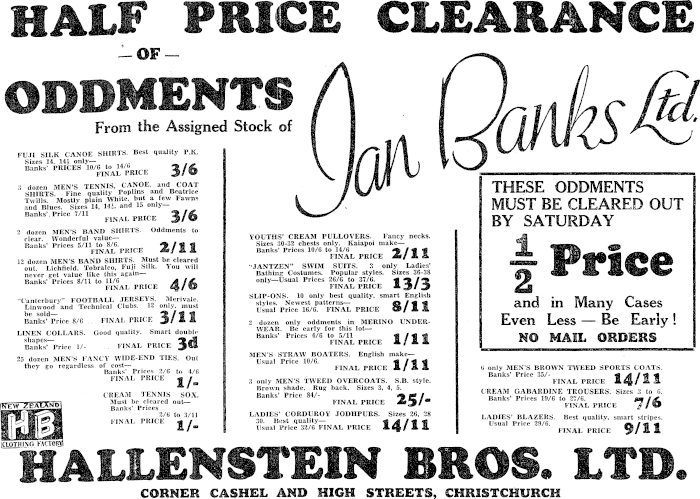 HALF PRICE CLEARANCE
— OF —
ODDMENTS
From the Assigned Stock of
Ian Banks Ltd.
FUJI SILK CANOE SHIRTS. Best quality P.K.
Sizes 14, 14½ only—
Banks' PRICES 10/6 to 14/6
FINAL PRICE 3/6
3 dozen MEN'S TENNIS, CANOE, and COAT
SHIRTS. Fine quality Poplins and Beatrice
Twills. Mostly plain White, but a few Fawns
and Blues. Sizes 14, 14½, and 15 only—
Banks' Price 7/11
FINAL PRICE 3/6
2 dozen MEN'S BAND SHIRTS. Oddments to
clear. Wonderful value—
Banks' Prices 5/11 to 8/6.
FINAL PRICE 2/11
12 dozen MEN'S BAND SHIRTS. Must be cleared
out. Lichfield, Tobralco, Fuji Silk. You will
never get value like this again—
Banks' Prices 8/11 to 11/6
FINAL PRICE 4/6
"Canterbury" FOOTBALL JERSEYS. Merivale,
Linwood and Technical Clubs. 18 only, must
be sold—
Banks' Price 8/6. FINAL PRICE 3/11
LINEN COLLARS. Good quality. Smart double
shapes—
Banks' Price 1/- FINAL PRICE 3d
25 dozen MEN'S FANCY WIDE-END TIES. Out
they go regardless of cost—
Banks' Prices 2/6 to 4/6
FINAL PRICE 1/-
CREAM TENNIS SOX.
Must be cleared out—
Banks' Prices
2/6 to 3/11
FINAL PRICE 1/-
NEW ZEALAND
HB
CLOTHING FACTORY
YOUTHS' CREAM PULLOVERS. Fancy necks.
Sizes 30-33 chests only. Kaiapoi make—
Banks' Prices 10/6 to 14/6
FINAL PRICE 2/11
"JANTZEN" SWIM SUITS. 3 only Ladies'
Bathing Costumes. Popular styles. Sizes 36-38
only—Usual Prices 26/6 to 37/6.
FINAL PRICE 13/3
SLIP-ONS. 10 only best quality, smart English
styles. Newest patterns—
Usual Price 16/6. FINAL PRICE 8/11
2 dozen only oddments in MERINO UNDER-
WEAR. Be early for this lot—
Banks' Prices 4/6 to 5/11
FINAL PRICE 1/11
MEN'S STRAW BOATERS. English make—
Usual Price 10/6.
FINAL PRICE 1/11
3 only MEN'S TWEED OVERCOATS. S.B. style.
Brown shade. Rug back. Sizes 3, 4, 5.
Banks' Price 84/-
FINAL PRICE 25/-
LADIES' CORDUROY JODHPURS. Sizes 26, 28
30. Best quality—
Usual Price 32/6 FINAL PRICE 14/11
THESE ODDMENTS
MUST BE CLEARED OUT
BY SATURDAY
½ Price
and in Many Cases
Even Less — Be Early!
NO MAIL ORDERS
6 only MEN'S BROWN TWEED SPORTS COATS.
Banks' Price 35/-
FINAL PRICE 14/11
CREAM GABARDINE TROUSERS. Sizes 3 to 6.
Banks' Prices 19/6 to 27/6.
FINAL PRICE 7/6
LADIES' BLAZERS. Best quality, smart stripes.
Usual Price 29/6.
FINAL PRICE 9/11
HALLENSTEIN BROS. LTD.
CORNER CASHEL AND HIGH STREETS, CHRISTCHURCH